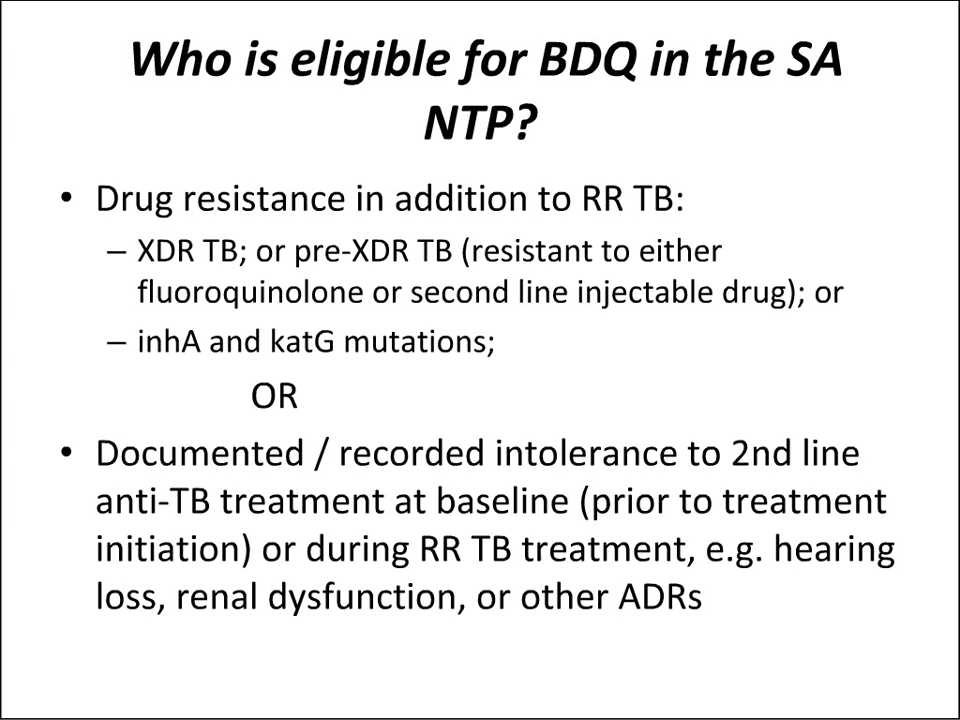 Who is eligible for BDQ in the SA
NTP?
• Drug resistance in addition to RR TB:
– XDR TB; or pre-XDR TB (resistant to either
fluoroquinolone or second line injectable drug); or
– inhA and katG mutations;
OR
• Documented / recorded intolerance to 2nd line
anti-TB treatment at baseline (prior to treatment
initiation) or during RR TB treatment, e.g. hearing
loss, renal dysfunction, or other ADRs